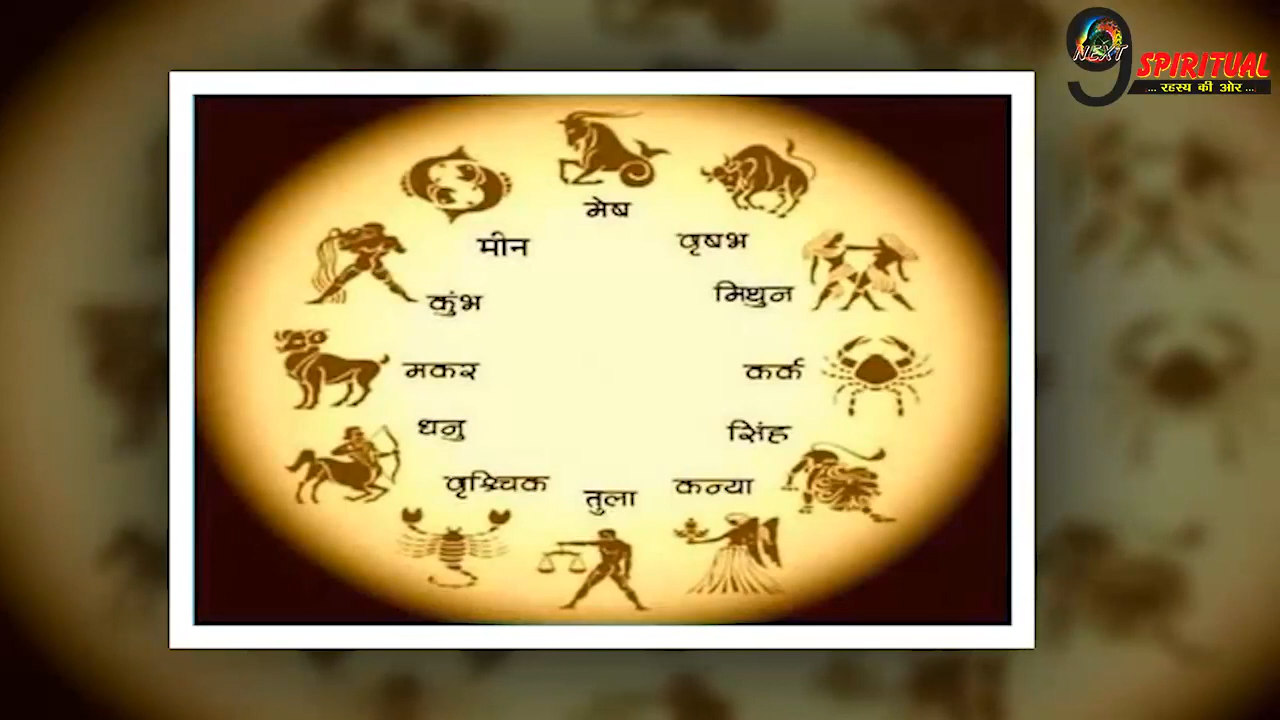 9
NEXT
SPIRITUAL
... रहस्य की ओर ...
मेष
वृषभ
मिथुन
कर्क
सिंह
कन्या
तुला
वृश्चिक
धनु
मकर
कुंभ
मीन